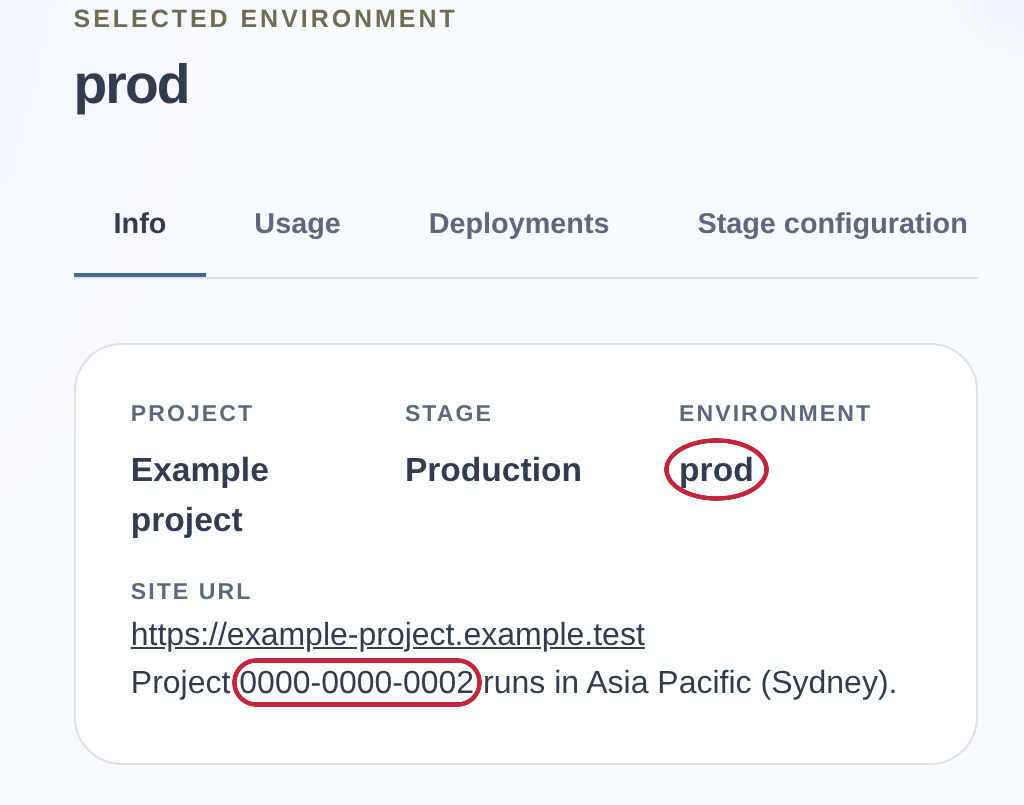 SELECTED ENVIRONMENT
prod
Info Usage Deployments Stage configuration
PROJECT STAGE ENVIRONMENT
Example Production prod
project
SITE URL
https://example-project.example.test
Project 0000-0000-0002 runs in Asia Pacific (Sydney).